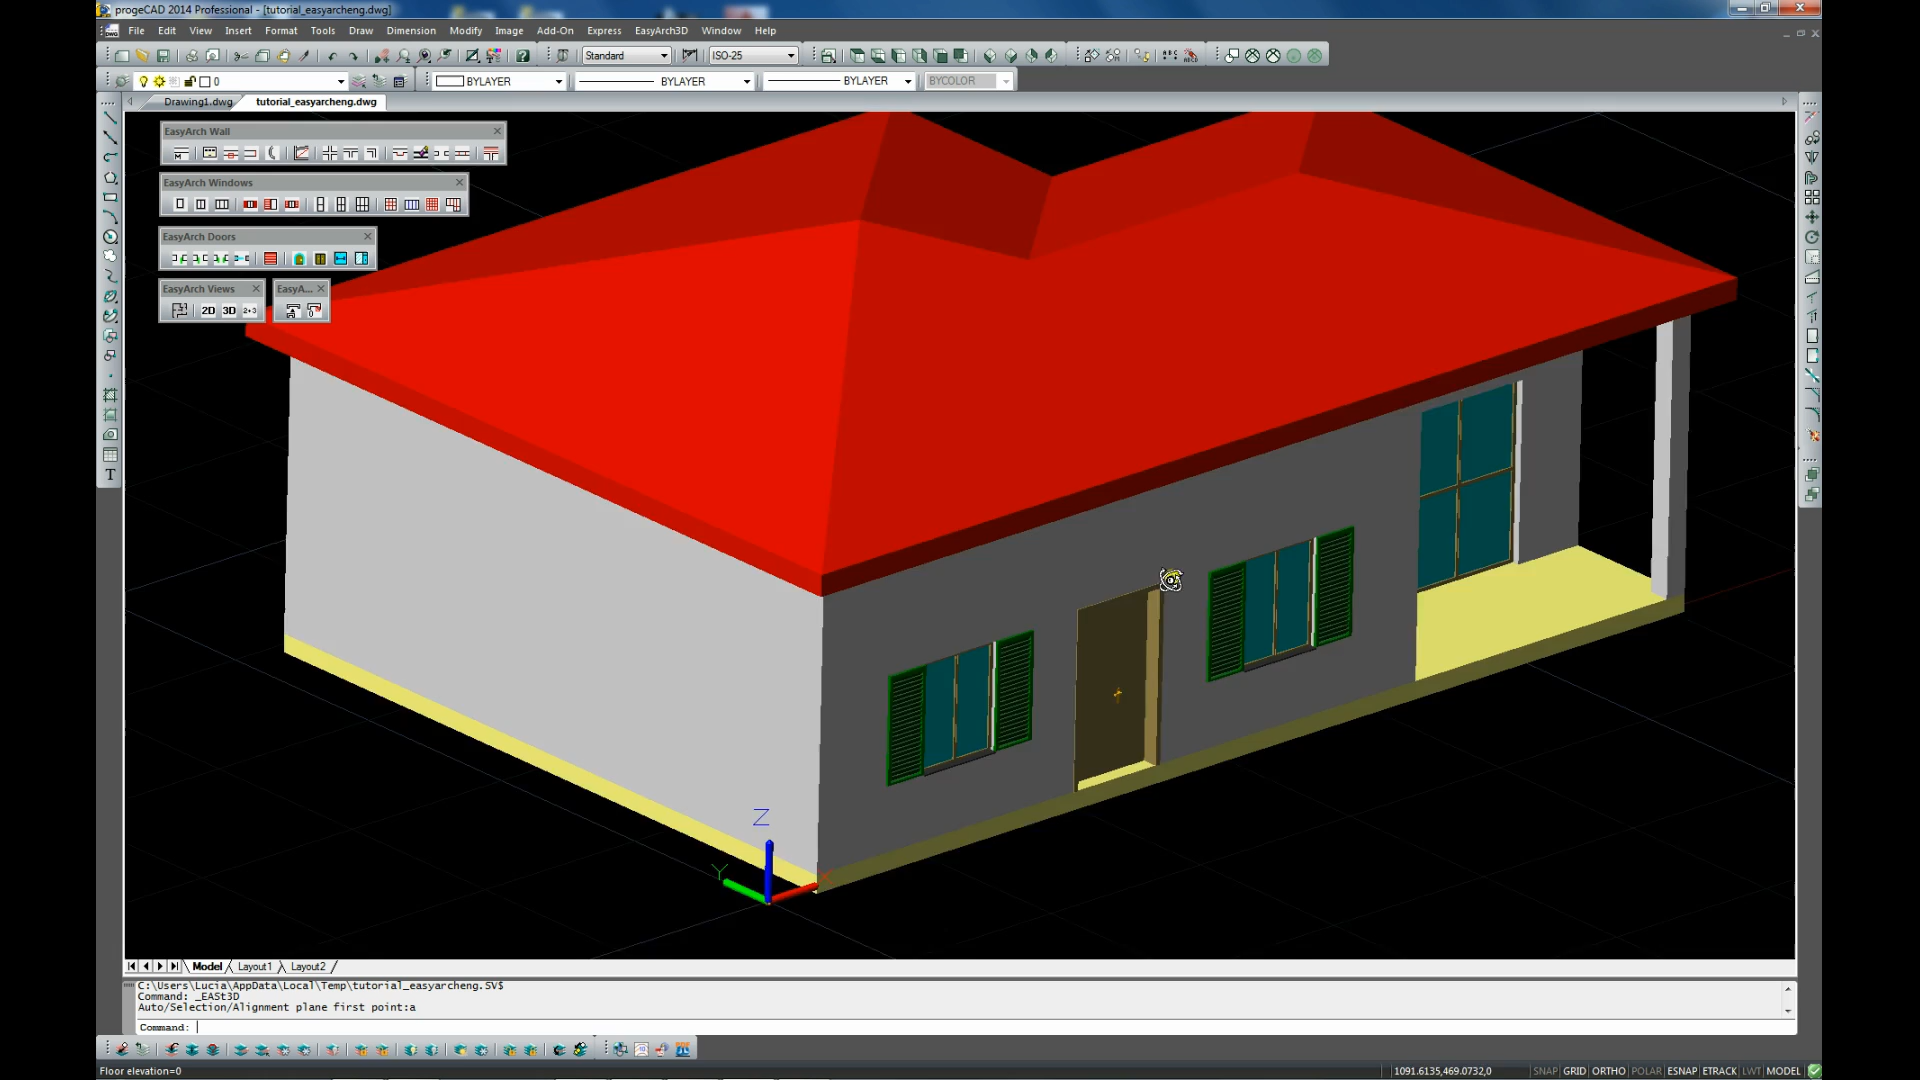 progeCAD 2014 Professional - [tutorial_easyarcheng.dwg]
File Edit View Insert Format Tools Draw Dimension Modify Image Add-On Express EasyArch3D Window Help
Standard ISO-25
0 BYLAYER BYLAYER BYLAYER BYCOLOR
Drawing1.dwg tutorial_easyarcheng.dwg
EasyArch Wall
EasyArch Windows
EasyArch Doors
EasyArch Views EasyA...
2D 3D 2+3
T
Z
Y X
Model Layout1 Layout2
C:\Users\Lucia\AppData\Local\Temp\tutorial_easyarcheng.SV$
Command: _EASt3D
Auto/Selection/Alignment plane first point:a
Command:
Floor elevation=0 1091.6135,469.0732,0 SNAP GRID ORTHO POLAR ESNAP ETRACK LWT MODEL